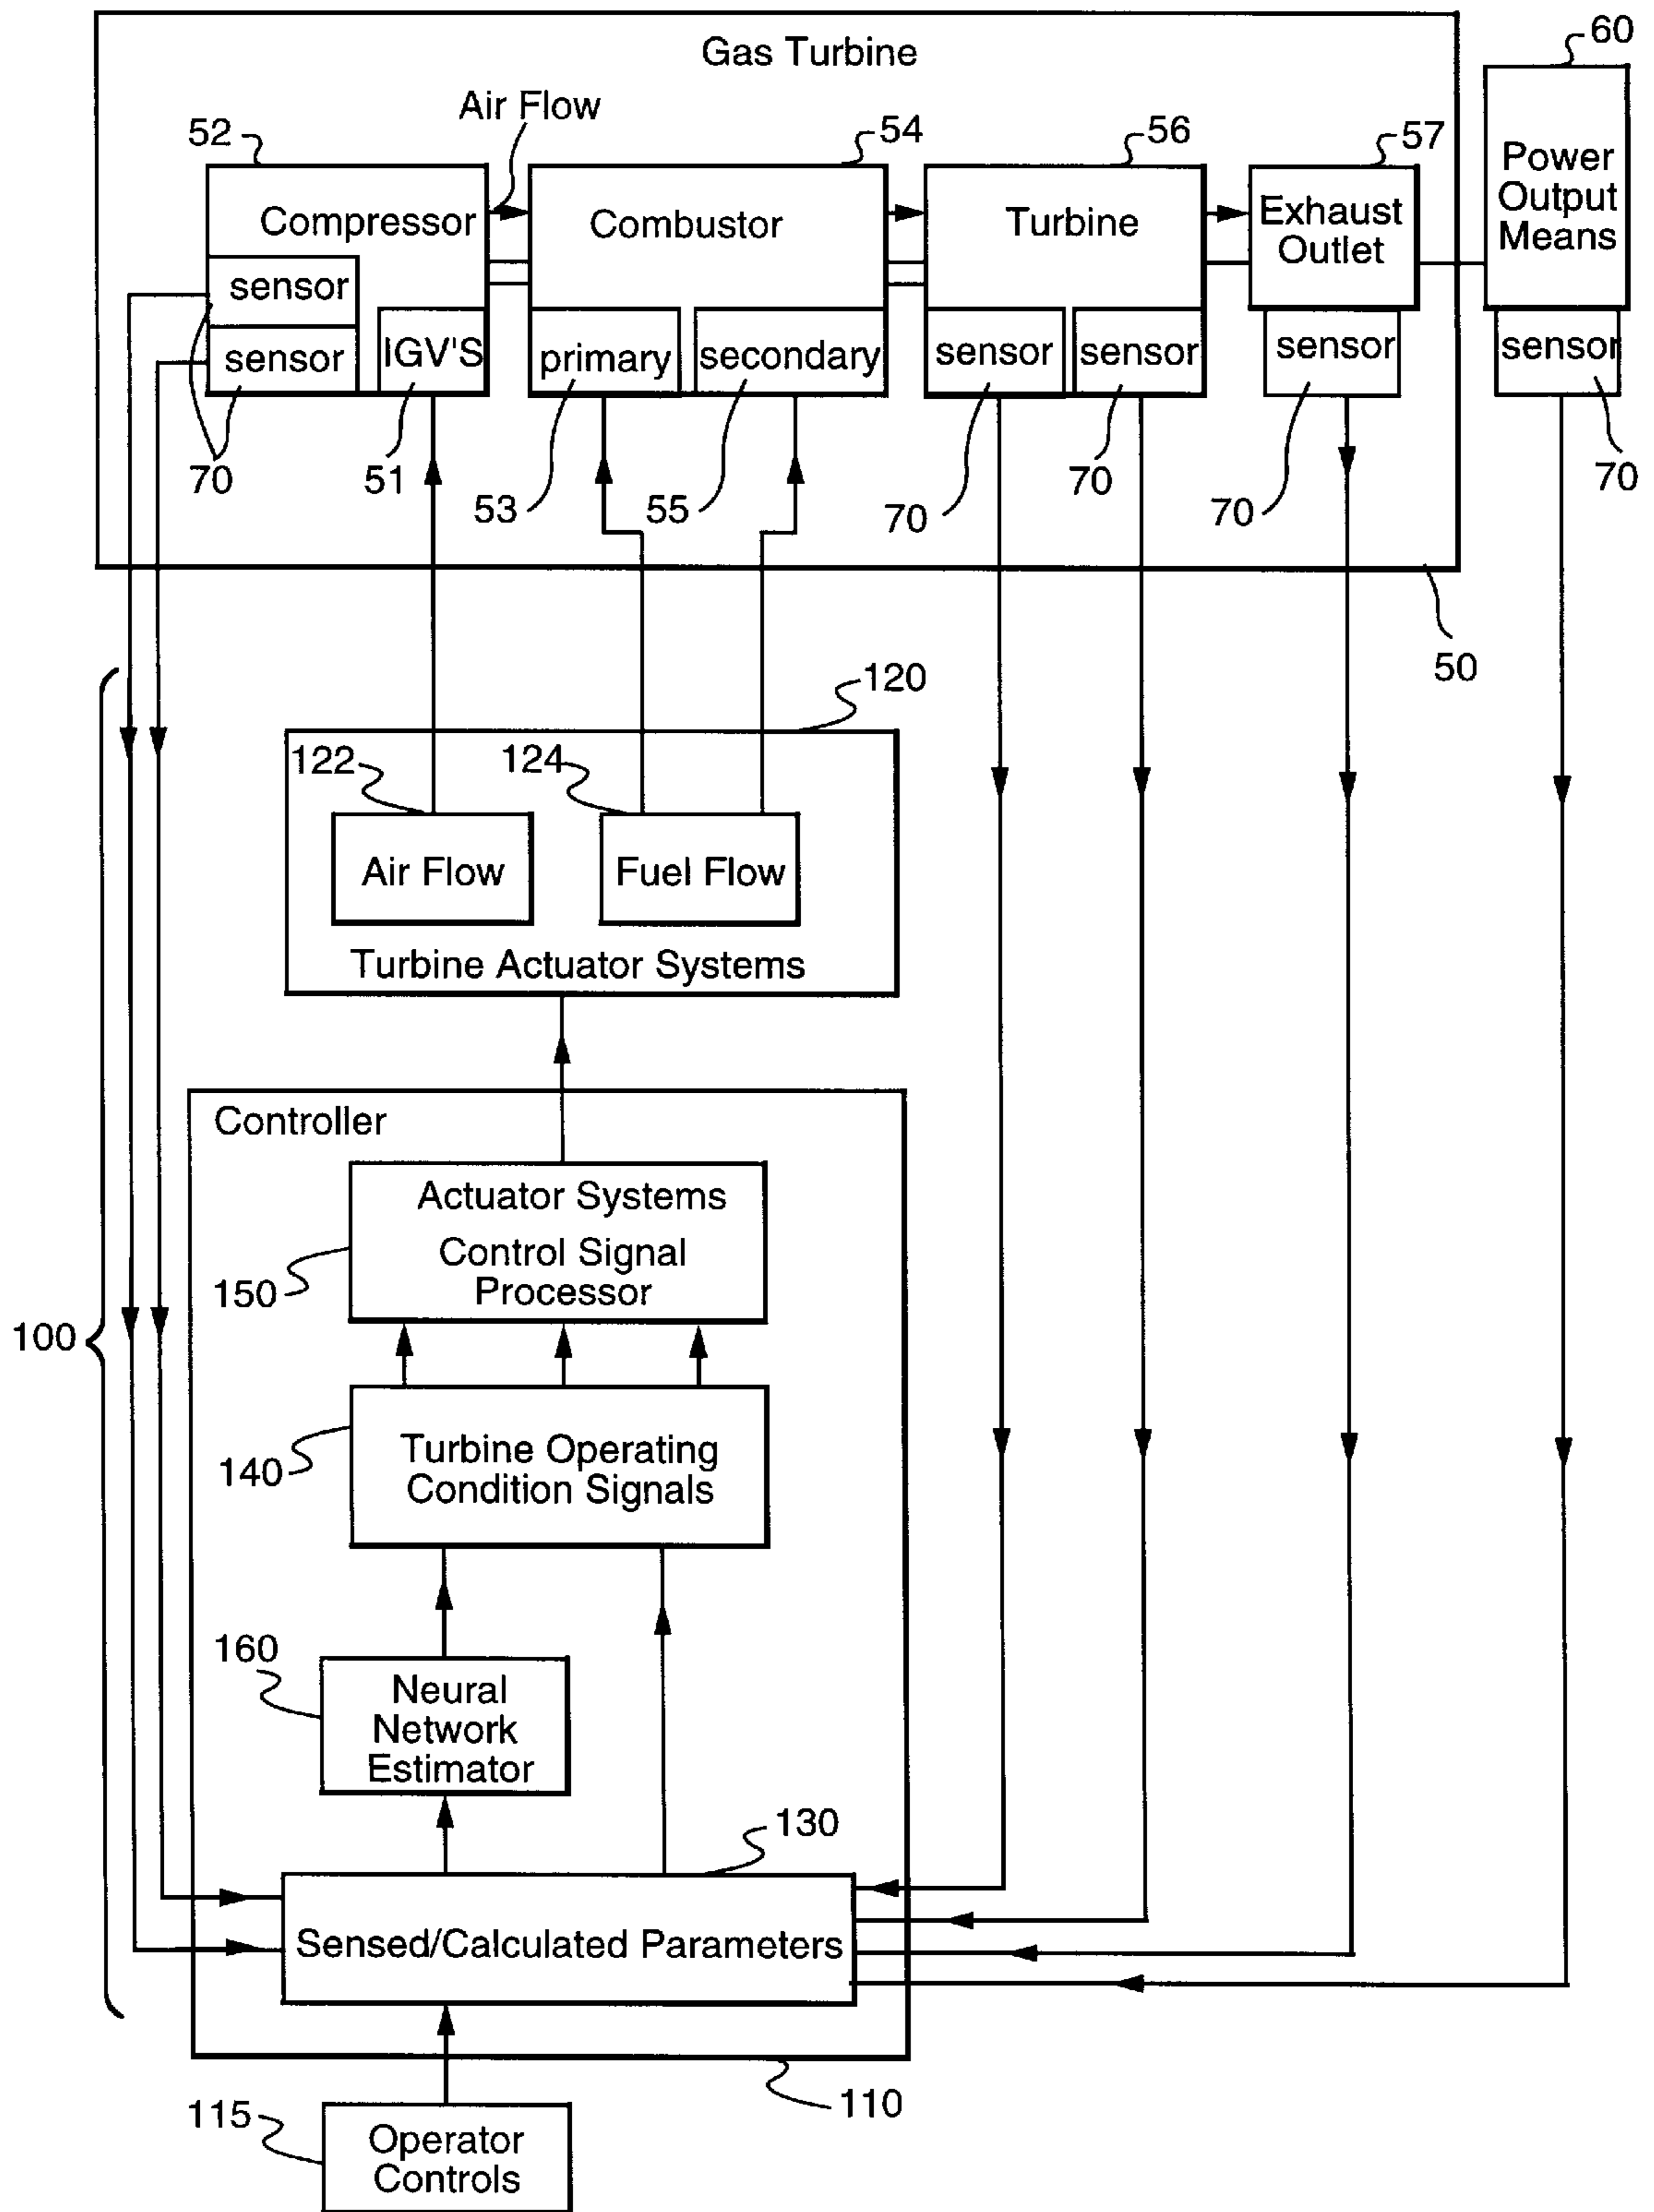 60
Gas Turbine
Air Flow
52
54
56
57
Power
Output
Means
Compressor
Combustor
Turbine
Exhaust
Outlet
sensor
sensor
IGV'S
primary
secondary
sensor
sensor
sensor
sensor
70
51
53
55
70
70
70
70
50
120
122
124
Air Flow
Fuel Flow
Turbine Actuator Systems
Controller
Actuator Systems
Control Signal
Processor
150
100
Turbine Operating
Condition Signals
140
160
Neural
Network
Estimator
130
Sensed/Calculated Parameters
110
115
Operator
Controls